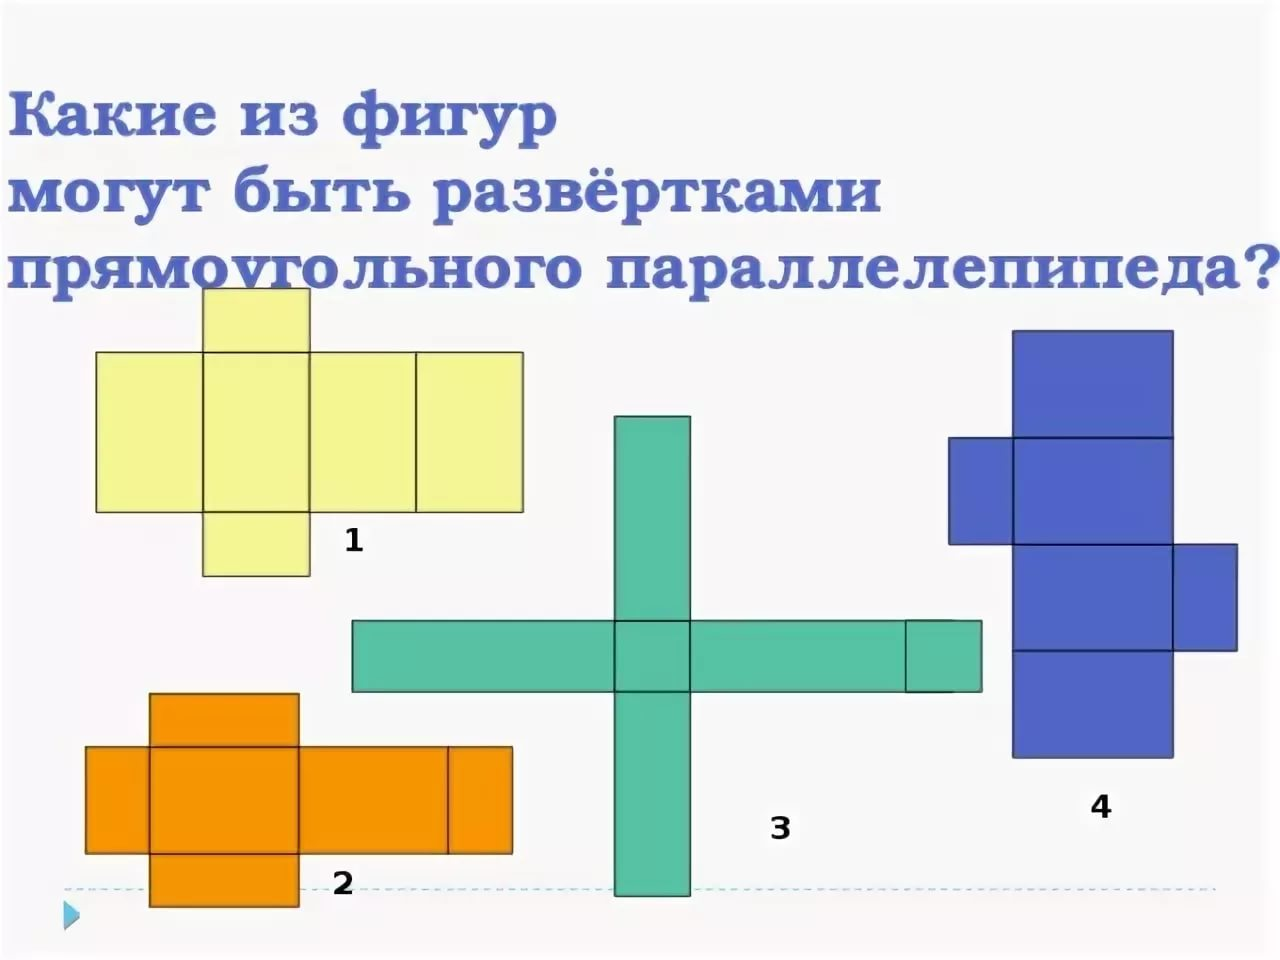 Какие из фигур
могут быть развёртками
прямоугольного параллелепипеда?
1
2
3
4